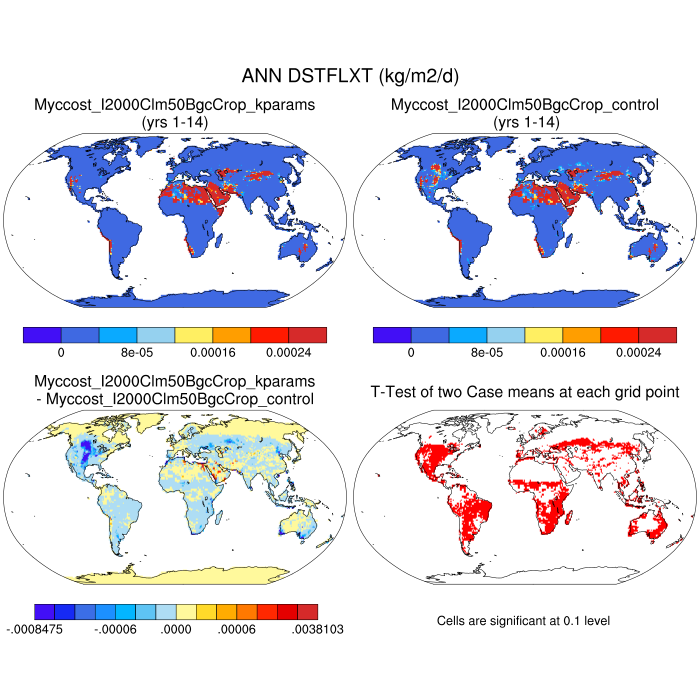 ANN DSTFLXT (kg/m2/d)
Myccost_I2000Clm50BgcCrop_kparams
(yrs 1-14)
Myccost_I2000Clm50BgcCrop_control
(yrs 1-14)
0 8e-05 0.00016 0.00024
0 8e-05 0.00016 0.00024
Myccost_I2000Clm50BgcCrop_kparams
- Myccost_I2000Clm50BgcCrop_control
T-Test of two Case means at each grid point
-.0008475 -.00006 .0000 .00006 .0038103
Cells are significant at 0.1 level